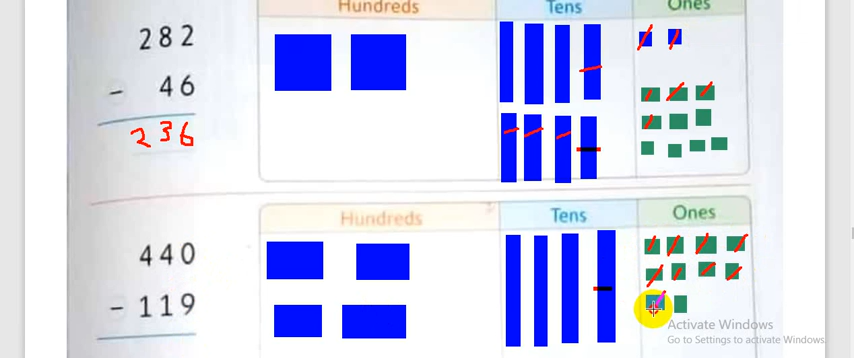 Hundreds Tens Ones
282
- 46
236
Hundreds Tens Ones
440
- 119
Activate Windows
Go to Settings to activate Windows.